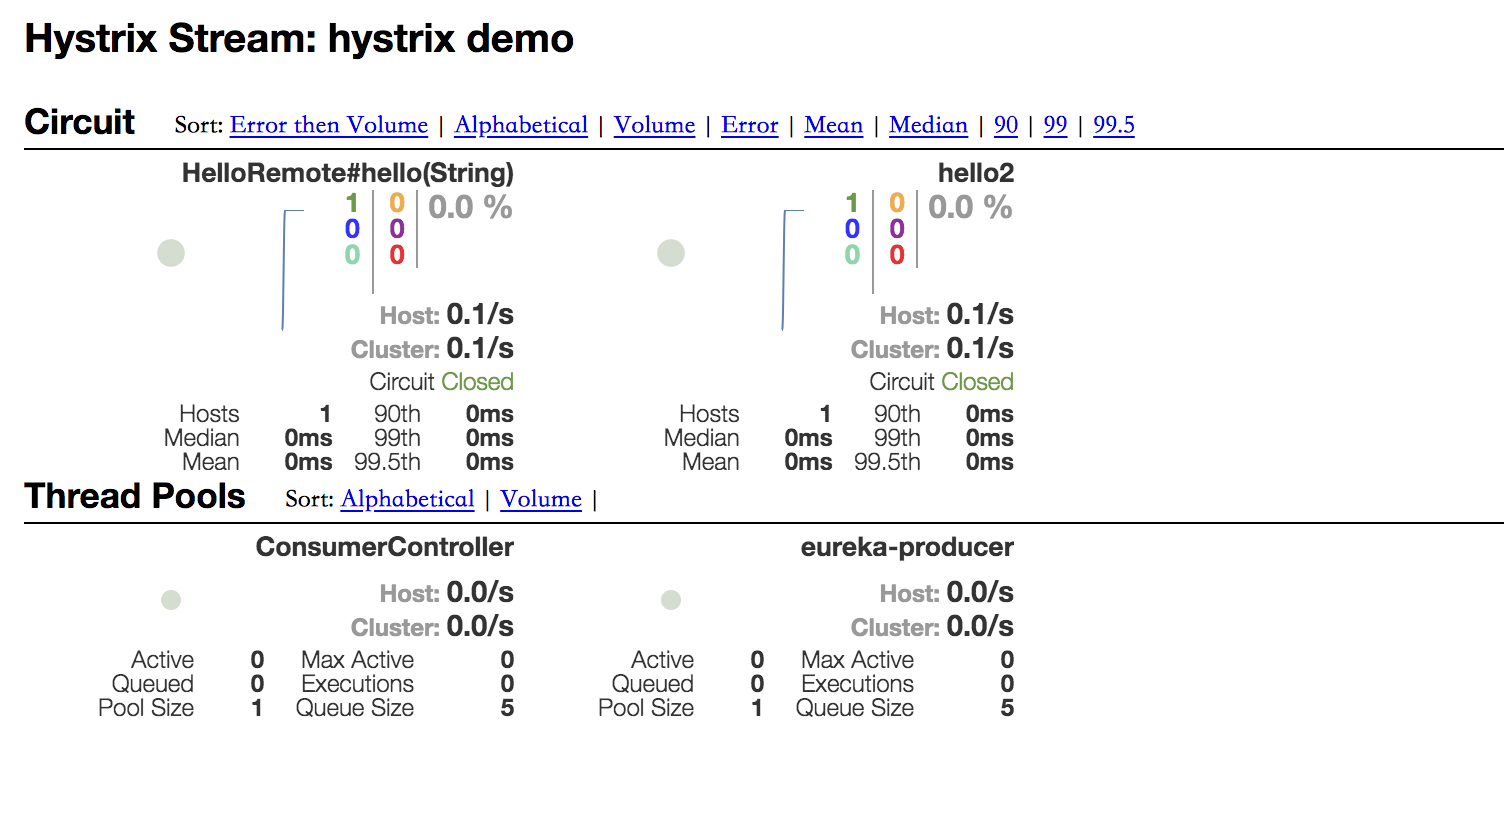 Hystrix Stream: hystrix demo
Circuit Sort: Error then Volume | Alphabetical | Volume | Error | Mean | Median | 90 | 99 | 99.5
HelloRemote#hello(String) hello2
1 0 0.0 % 1 0 0.0 %
0 0 0 0
0 0 0 0
Host: 0.1/s Host: 0.1/s
Cluster: 0.1/s Cluster: 0.1/s
Circuit Closed Circuit Closed
Hosts 1 90th 0ms Hosts 1 90th 0ms
Median 0ms 99th 0ms Median 0ms 99th 0ms
Mean 0ms 99.5th 0ms Mean 0ms 99.5th 0ms
Thread Pools Sort: Alphabetical | Volume |
ConsumerController eureka-producer
Host: 0.0/s Host: 0.0/s
Cluster: 0.0/s Cluster: 0.0/s
Active 0 Max Active 0 Active 0 Max Active 0
Queued 0 Executions 0 Queued 0 Executions 0
Pool Size 1 Queue Size 5 Pool Size 1 Queue Size 5